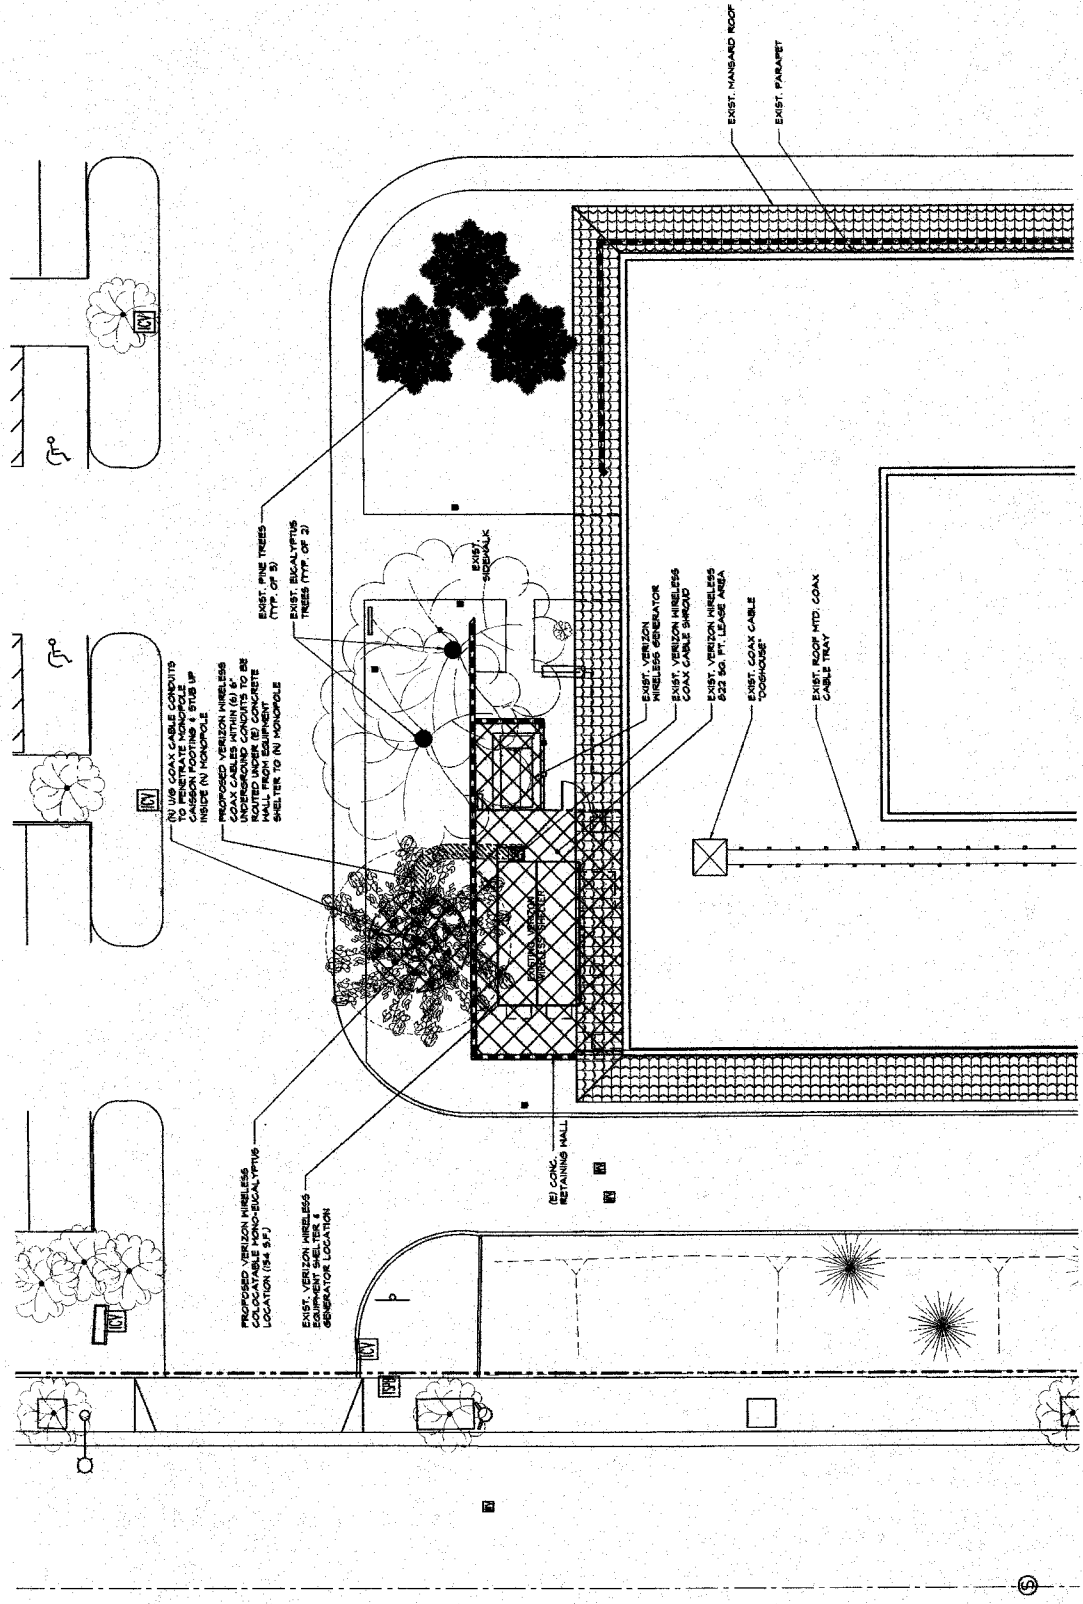 EXIST. MANSARD ROOF
EXIST. PARAPET
ICV
EXIST. PINE TREES
(TYP. OF 3)
EXIST. EUCALYPTUS
TREES (TYP. OF 2)
EXIST.
SIDEWALK
(N) U/G COAX CABLE CONDUITS
TO PENETRATE MONOPOLE
CAISSON FOOTING & STUB UP
INSIDE (N) MONOPOLE
PROPOSED VERIZON WIRELESS
COAX CABLES WITHIN (6) 6"
UNDERGROUND CONDUITS TO BE
ROUTED UNDER (E) CONCRETE
WALL FROM EQUIPMENT
SHELTER TO (N) MONOPOLE
ICV
EXIST. VERIZON
WIRELESS GENERATOR
EXIST. VERIZON WIRELESS
COAX CABLE SHROUD
EXIST. VERIZON WIRELESS
822 SQ. FT. LEASE AREA
EXIST. COAX CABLE
"DOGHOUSE"
EXIST. ROOF MTD. COAX
CABLE TRAY
EXISTING VERIZON
WIRELESS SHELTER
PROPOSED VERIZON WIRELESS
COLOCATABLE MONO-EUCALYPTUS
LOCATION (154 S.F.)
EXIST. VERIZON WIRELESS
EQUIPMENT SHELTER &
GENERATOR LOCATION
(E) CONC.
RETAINING WALL
ICV
ICV
S